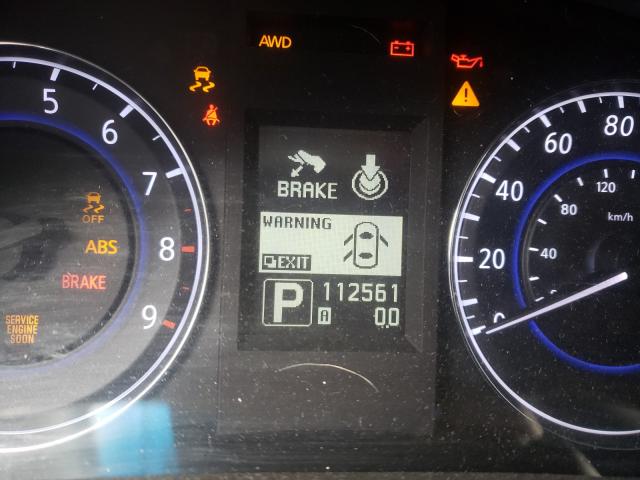 AWD
5
6
7
8
9
OFF
ABS
BRAKE
SERVICE
ENGINE
SOON
BRAKE
WARNING
EXIT
P
112561
A 0.0
0
20
40
60
80
40
80
120
km/h